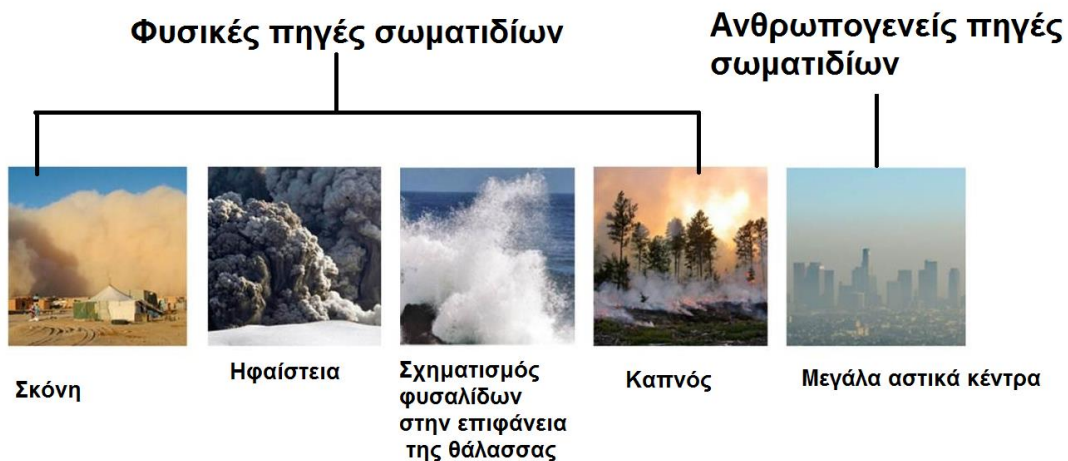 Φυσικές πηγές σωματιδίων
Ανθρωπογενείς πηγές
σωματιδίων
Σκόνη
Ηφαίστεια
Σχηματισμός
φυσαλίδων
στην επιφάνεια
της θάλασσας
Καπνός
Μεγάλα αστικά κέντρα